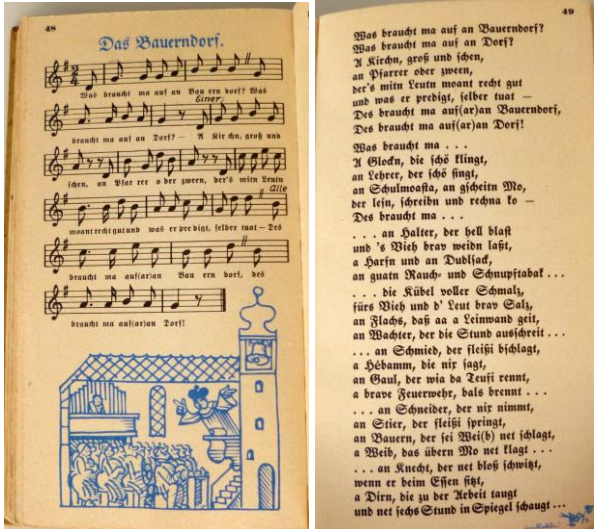 48
Das Bauerndorf.
Was braucht ma auf an Bau ern dorf? Was
Einer.
braucht ma auf an Dorf? — A Kir chn, groß und
schen, an Pfar rer o der zween, der's mitn Leutn
Alle
moant recht gut und was er pre digt, selber tuat — Des
braucht ma auf(ar)an Bau ern dorf, des
braucht ma auf(ar)an Dorf!
49
Was braucht ma auf an Bauerndorf?
Was braucht ma auf an Dorf?
A Kirchn, groß und schen,
an Pfarrer oder zween,
der's mitn Leutn moant recht gut
und was er predigt, selber tuat —
Des braucht ma auf(ar)an Bauerndorf,
Des braucht ma auf(ar)an Dorf!
Was braucht ma . . .
A Glockn, die schö klingt,
an Lehrer, der schö singt,
an Schulmoasta, an gscheitn Mo,
der lesn, schreibn und rechna ko —
Des braucht ma . . .
. . . an Halter, der hell blast
und 's Vieh brav weidn laßt,
a Harfn und an Dudlsack,
an guatn Rauch- und Schnupftabak . . .
. . . die Kübel voller Schmalz,
fürs Vieh und d' Leut brav Salz,
an Flachs, daß aa a Leinwand geit,
an Wachter, der die Stund ausschreit . . .
. . . an Schmied, der fleißi bschlagt,
a Hebamm, die nix sagt,
an Gaul, der wia da Teufi rennt,
a brave Feuerwehr, bals brennt . . .
. . . an Schneider, der nix nimmt,
an Stier, der fleißi springt,
an Bauern, der sei Wei(b) net schlagt,
a Weib, das übern Mo net klagt . . .
. . . an Knecht, der net bloß schwitzt,
wenn er beim Essen sitzt,
a Dirn, die zu der Arbeit taugt
und net sechs Stund in Spiegel schaugt . . .